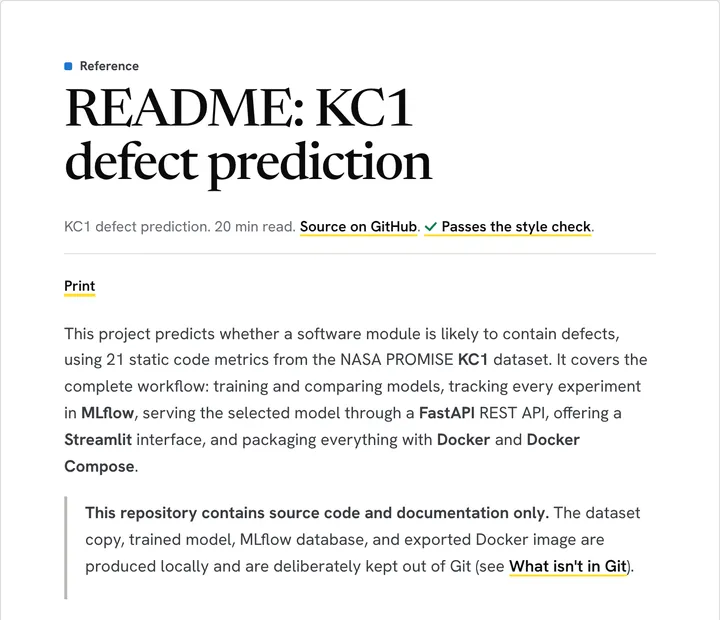 Reference
README: KC1
defect prediction
KC1 defect prediction. 20 min read. Source on GitHub. ✓ Passes the style check.
Print
This project predicts whether a software module is likely to contain defects,
using 21 static code metrics from the NASA PROMISE KC1 dataset. It covers the
complete workflow: training and comparing models, tracking every experiment
in MLflow, serving the selected model through a FastAPI REST API, offering a
Streamlit interface, and packaging everything with Docker and Docker
Compose.
This repository contains source code and documentation only. The dataset
copy, trained model, MLflow database, and exported Docker image are
produced locally and are deliberately kept out of Git (see What isn't in Git).